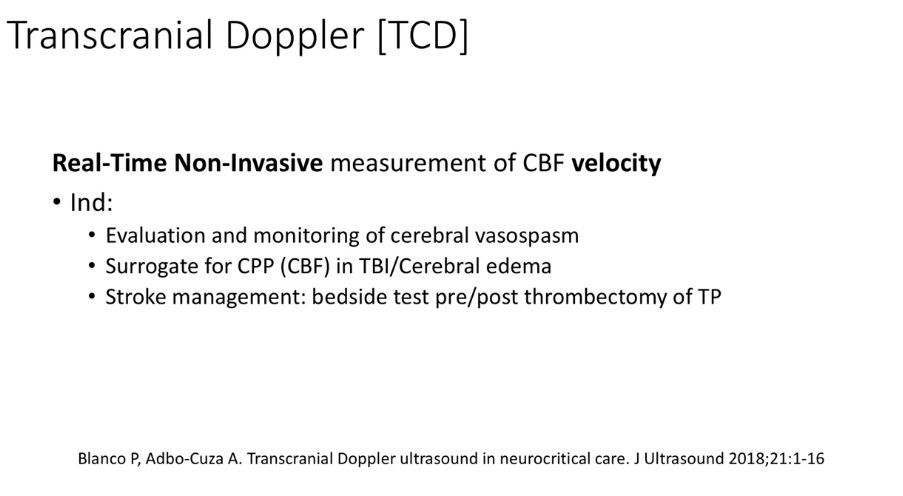 Transcranial Doppler [TCD]
Real-Time Non-Invasive measurement of CBF velocity
• Ind:
• Evaluation and monitoring of cerebral vasospasm
• Surrogate for CPP (CBF) in TBI/Cerebral edema
• Stroke management: bedside test pre/post thrombectomy of TP
Blanco P, Adbo-Cuza A. Transcranial Doppler ultrasound in neurocritical care. J Ultrasound 2018;21:1-16